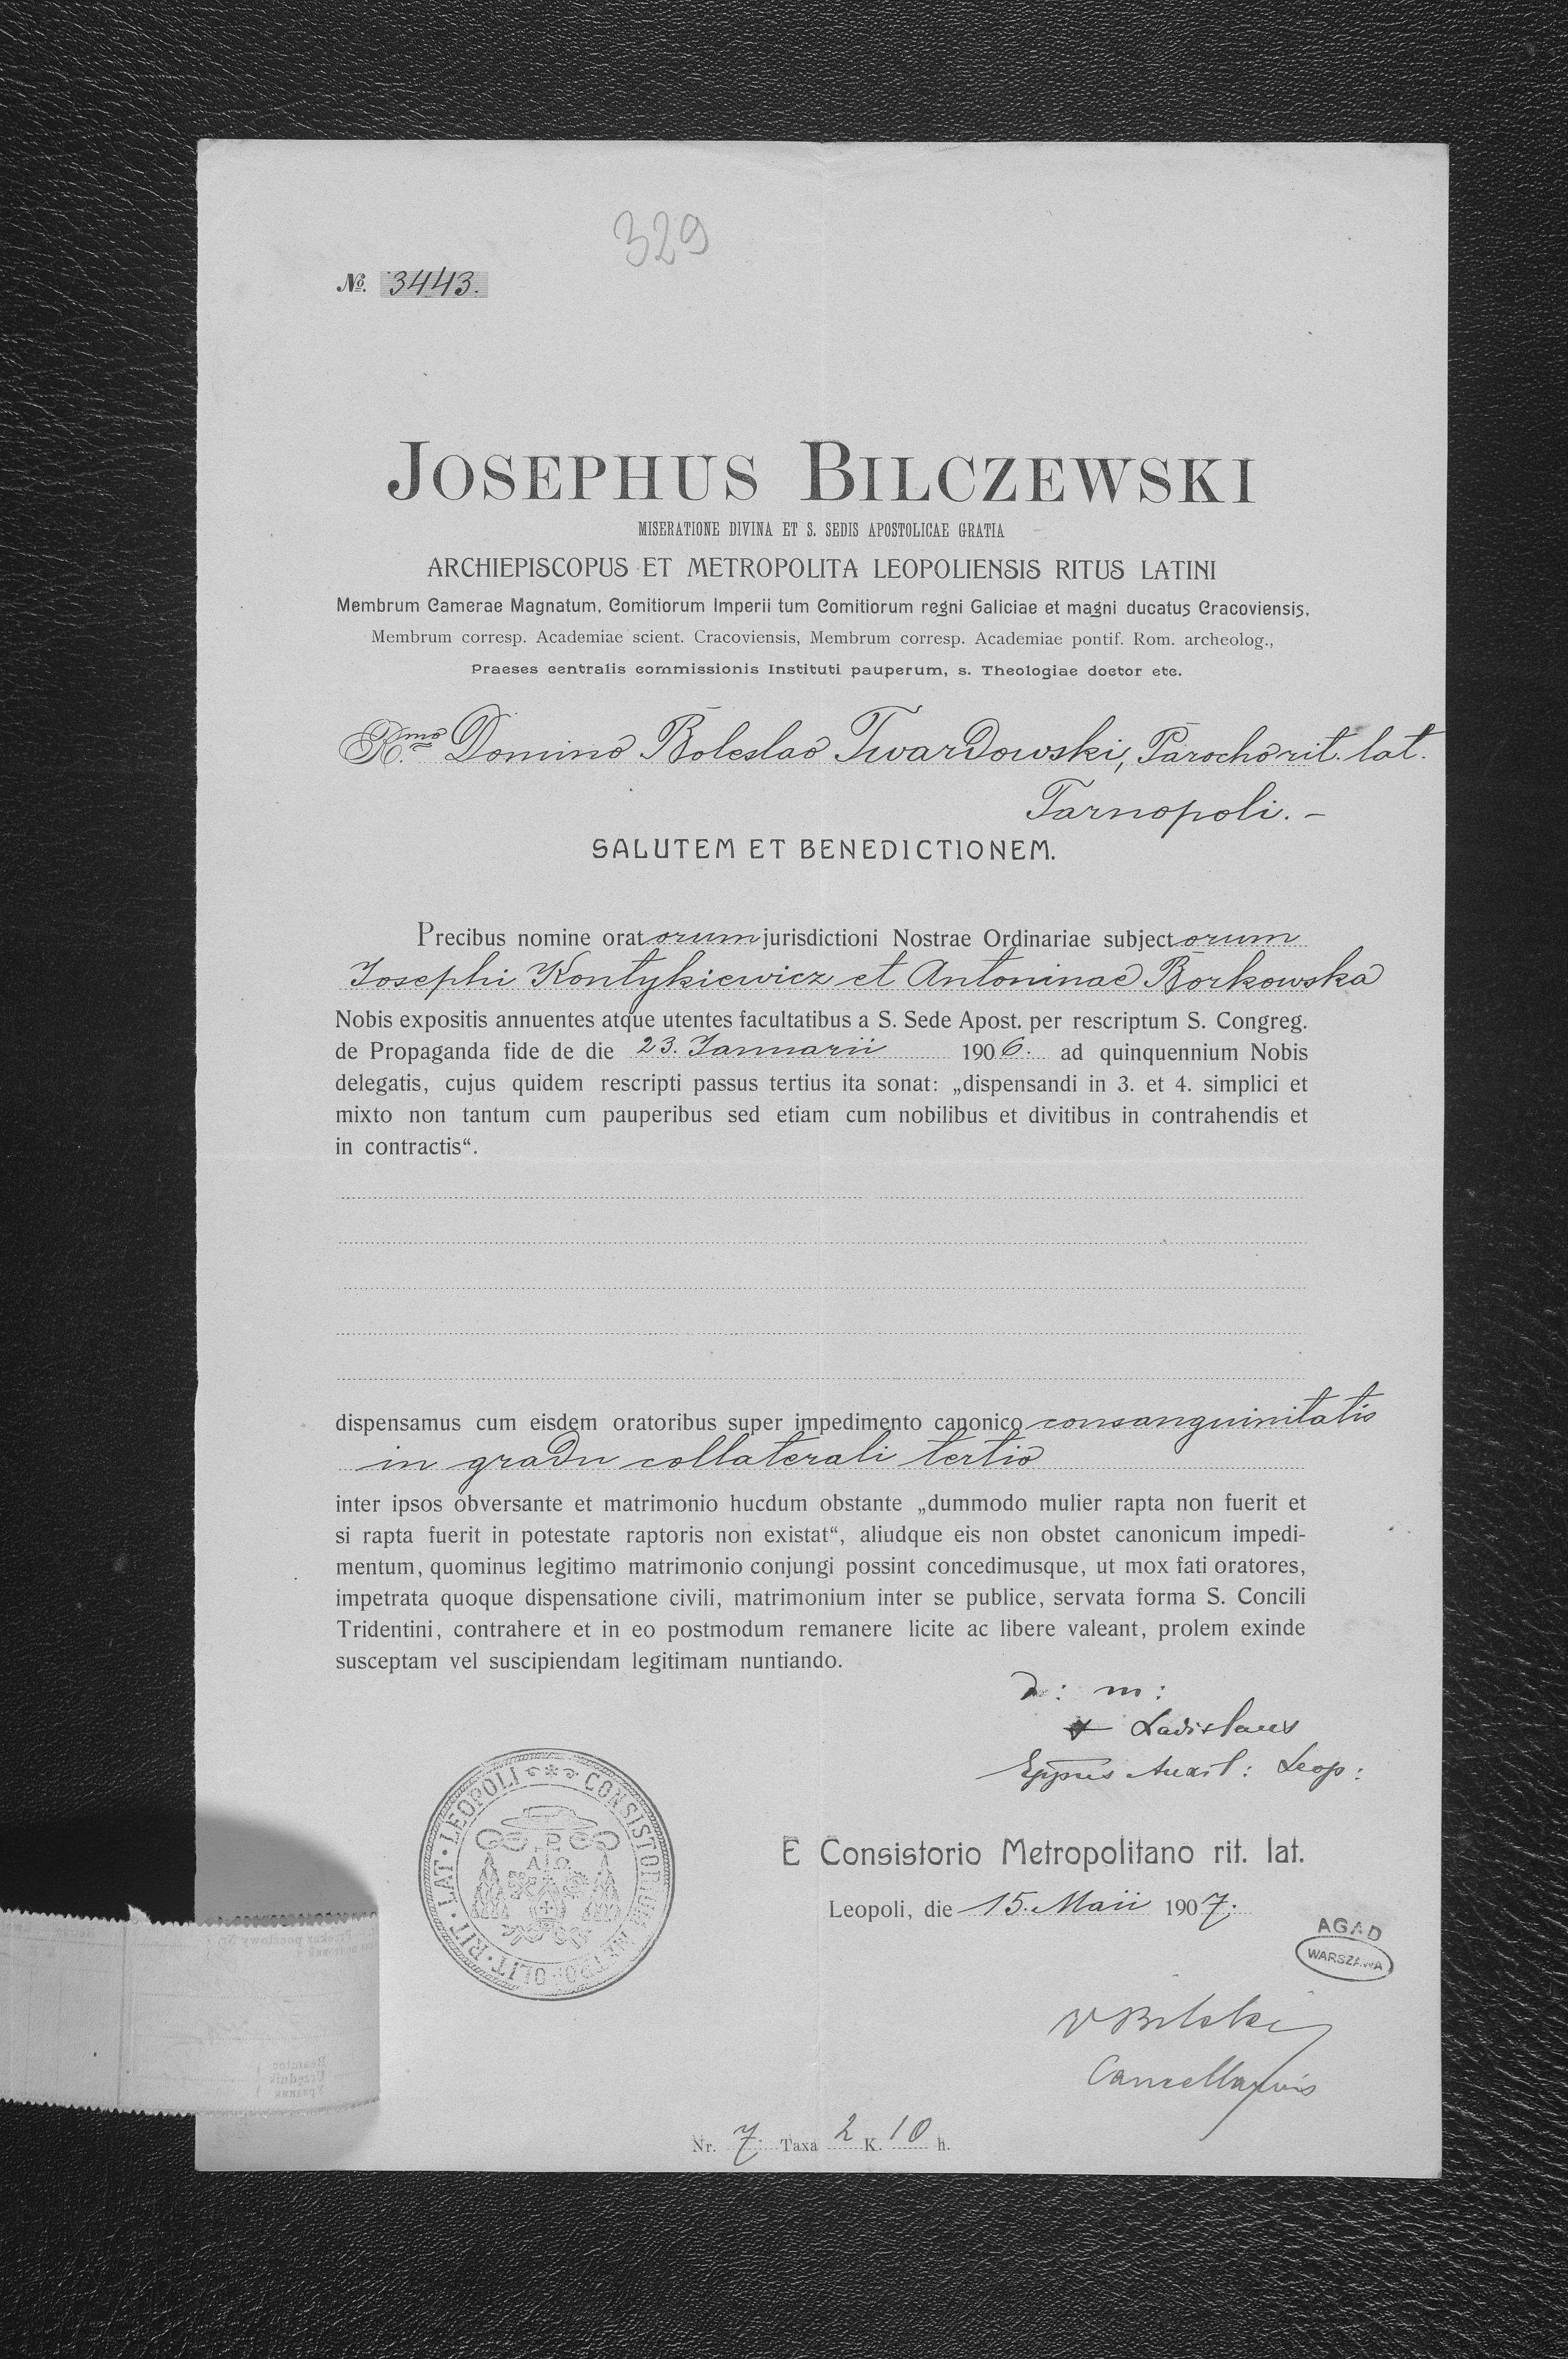 329
№. 3443.
JOSEPHUS BILCZEWSKI
MISERATIONE DIVINA ET S. SEDIS APOSTOLICAE GRATIA
ARCHIEPISCOPUS ET METROPOLITA LEOPOLIENSIS RITUS LATINI
Membrum Camerae Magnatum, Comitiorum Imperii tum Comitiorum regni Galiciae et magni ducatus Cracoviensis,
Membrum corresp. Academiae scient. Cracoviensis, Membrum corresp. Academiae pontif. Rom. archeolog.,
Praeses centralis commissionis Instituti pauperum, s. Theologiae doctor etc.
R.mo Domino Boleslao Twardowski, Parocho rit. lat.
Tarnopoli. –
SALUTEM ET BENEDICTIONEM.
Precibus nomine oratorum jurisdictioni Nostrae Ordinariae subjectorum
Josephi Kontykiewicz et Antoninae Borkowska
Nobis expositis annuentes atque utentes facultatibus a S. Sede Apost. per rescriptum S. Congreg.
de Propaganda fide de die 23. Januarii 1906. ad quinquennium Nobis
delegatis, cujus quidem rescripti passus tertius ita sonat: „dispensandi in 3. et 4. simplici et
mixto non tantum cum pauperibus sed etiam cum nobilibus et divitibus in contrahendis et
in contractis“.
dispensamus cum eisdem oratoribus super impedimento canonico consanguinitatis
in gradu collaterali tertio
inter ipsos obversante et matrimonio hucdum obstante „dummodo mulier rapta non fuerit et
si rapta fuerit in potestate raptoris non existat“, aliudque eis non obstet canonicum impedi-
mentum, quominus legitimo matrimonio conjungi possint concedimusque, ut mox fati oratores,
impetrata quoque dispensatione civili, matrimonium inter se publice, servata forma S. Concili
Tridentini, contrahere et in eo postmodum remanere licite ac libere valeant, prolem exinde
susceptam vel suscipiendam legitimam nuntiando.
d: m:
Ladislaus
Eppus Auxil: Leop:
CONSISTORIUM METROPOLIT · RIT · LAT · LEOPOLI
E Consistorio Metropolitano rit. lat.
Leopoli, die 15. Maii 1907.
AGAD
WARSZAWA
Bilski
Cancellarius
Nr. 7. Taxa 2 K. 10 h.